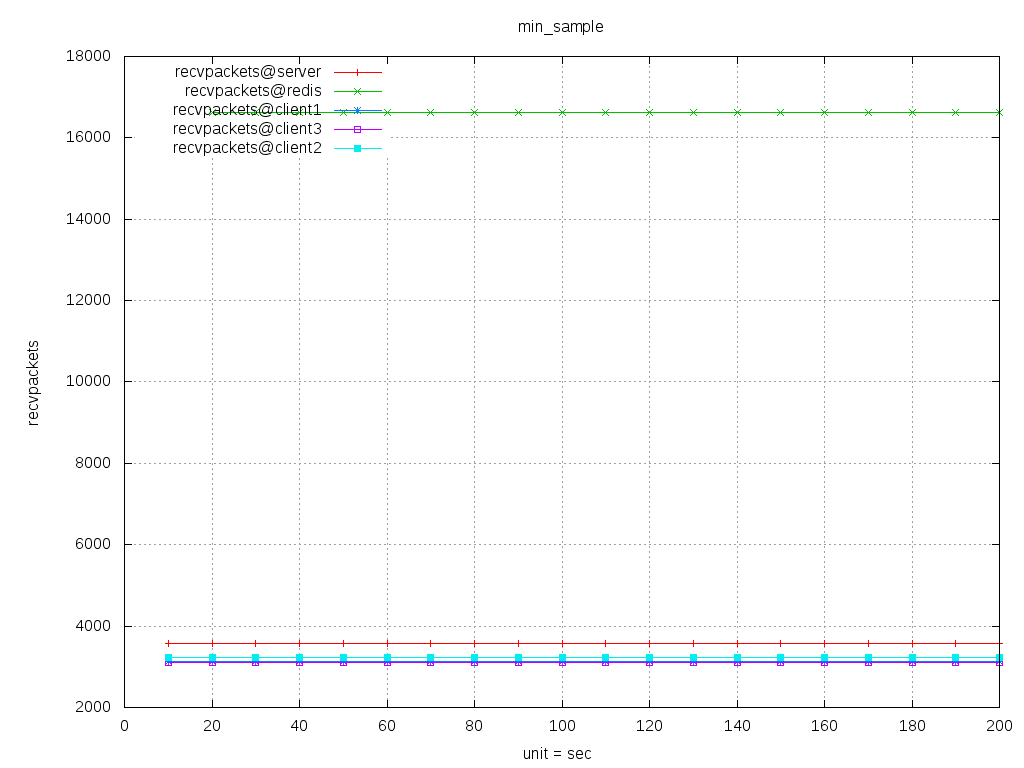 min_sample
18000
16000
14000
12000
10000
8000
6000
4000
2000
recvpackets@server
recvpackets@redis
recvpackets@client1
recvpackets@client3
recvpackets@client2
recvpackets
0 20 40 60 80 100 120 140 160 180 200
unit = sec